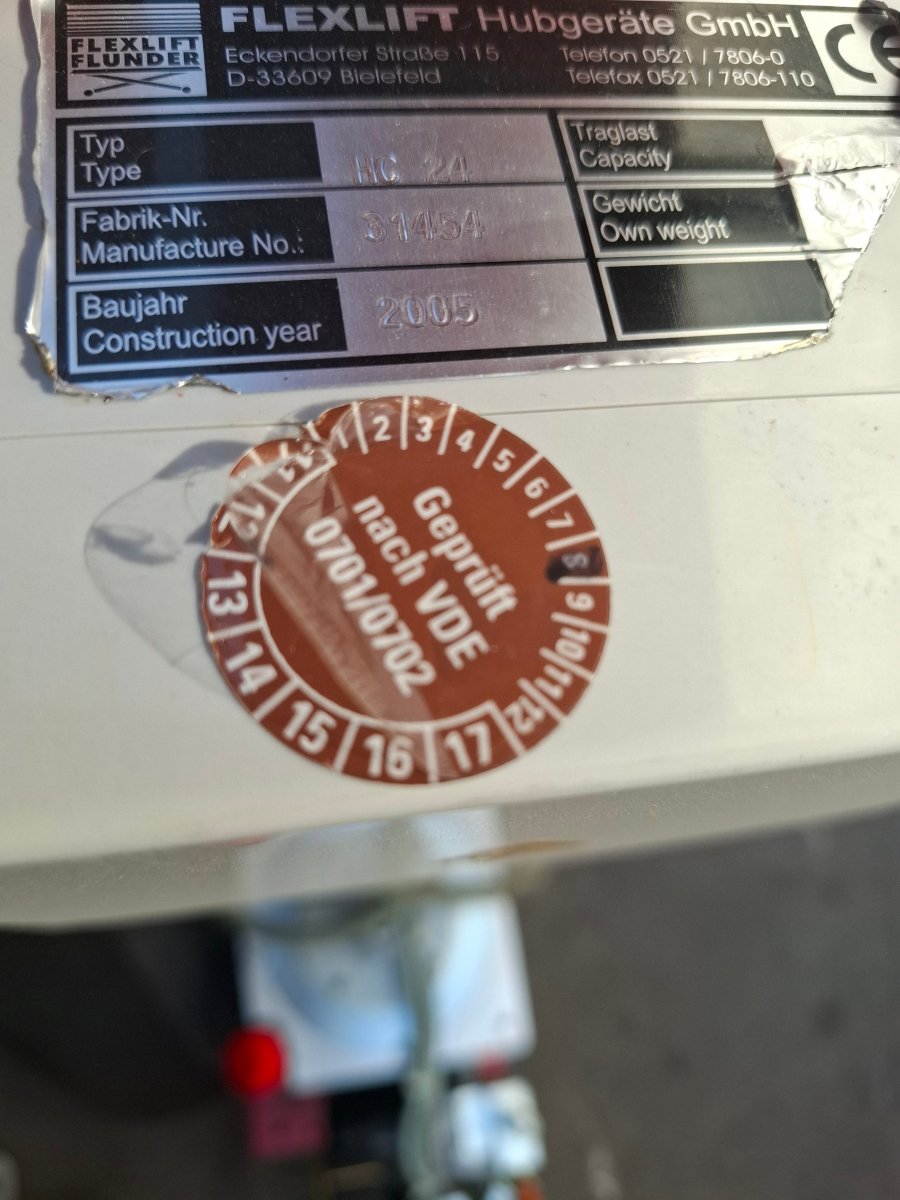 FLEXLIFT
FLUNDER
FLEXLIFT Hubgeräte GmbH
Eckendorfer Straße 115
D-33609 Bielefeld
Telefon 0521 / 7806-0
Telefax 0521 / 7806-110
CE
Typ
Type
HC 24
Fabrik-Nr.
Manufacture No.:
31454
Baujahr
Construction year
2005
Traglast
Capacity
Gewicht
Own weight
1 2 3 4 5 6 7 8 9 10 11 12
11 12 13 14 15 16 17
Geprüft
nach VDE
0701/0702